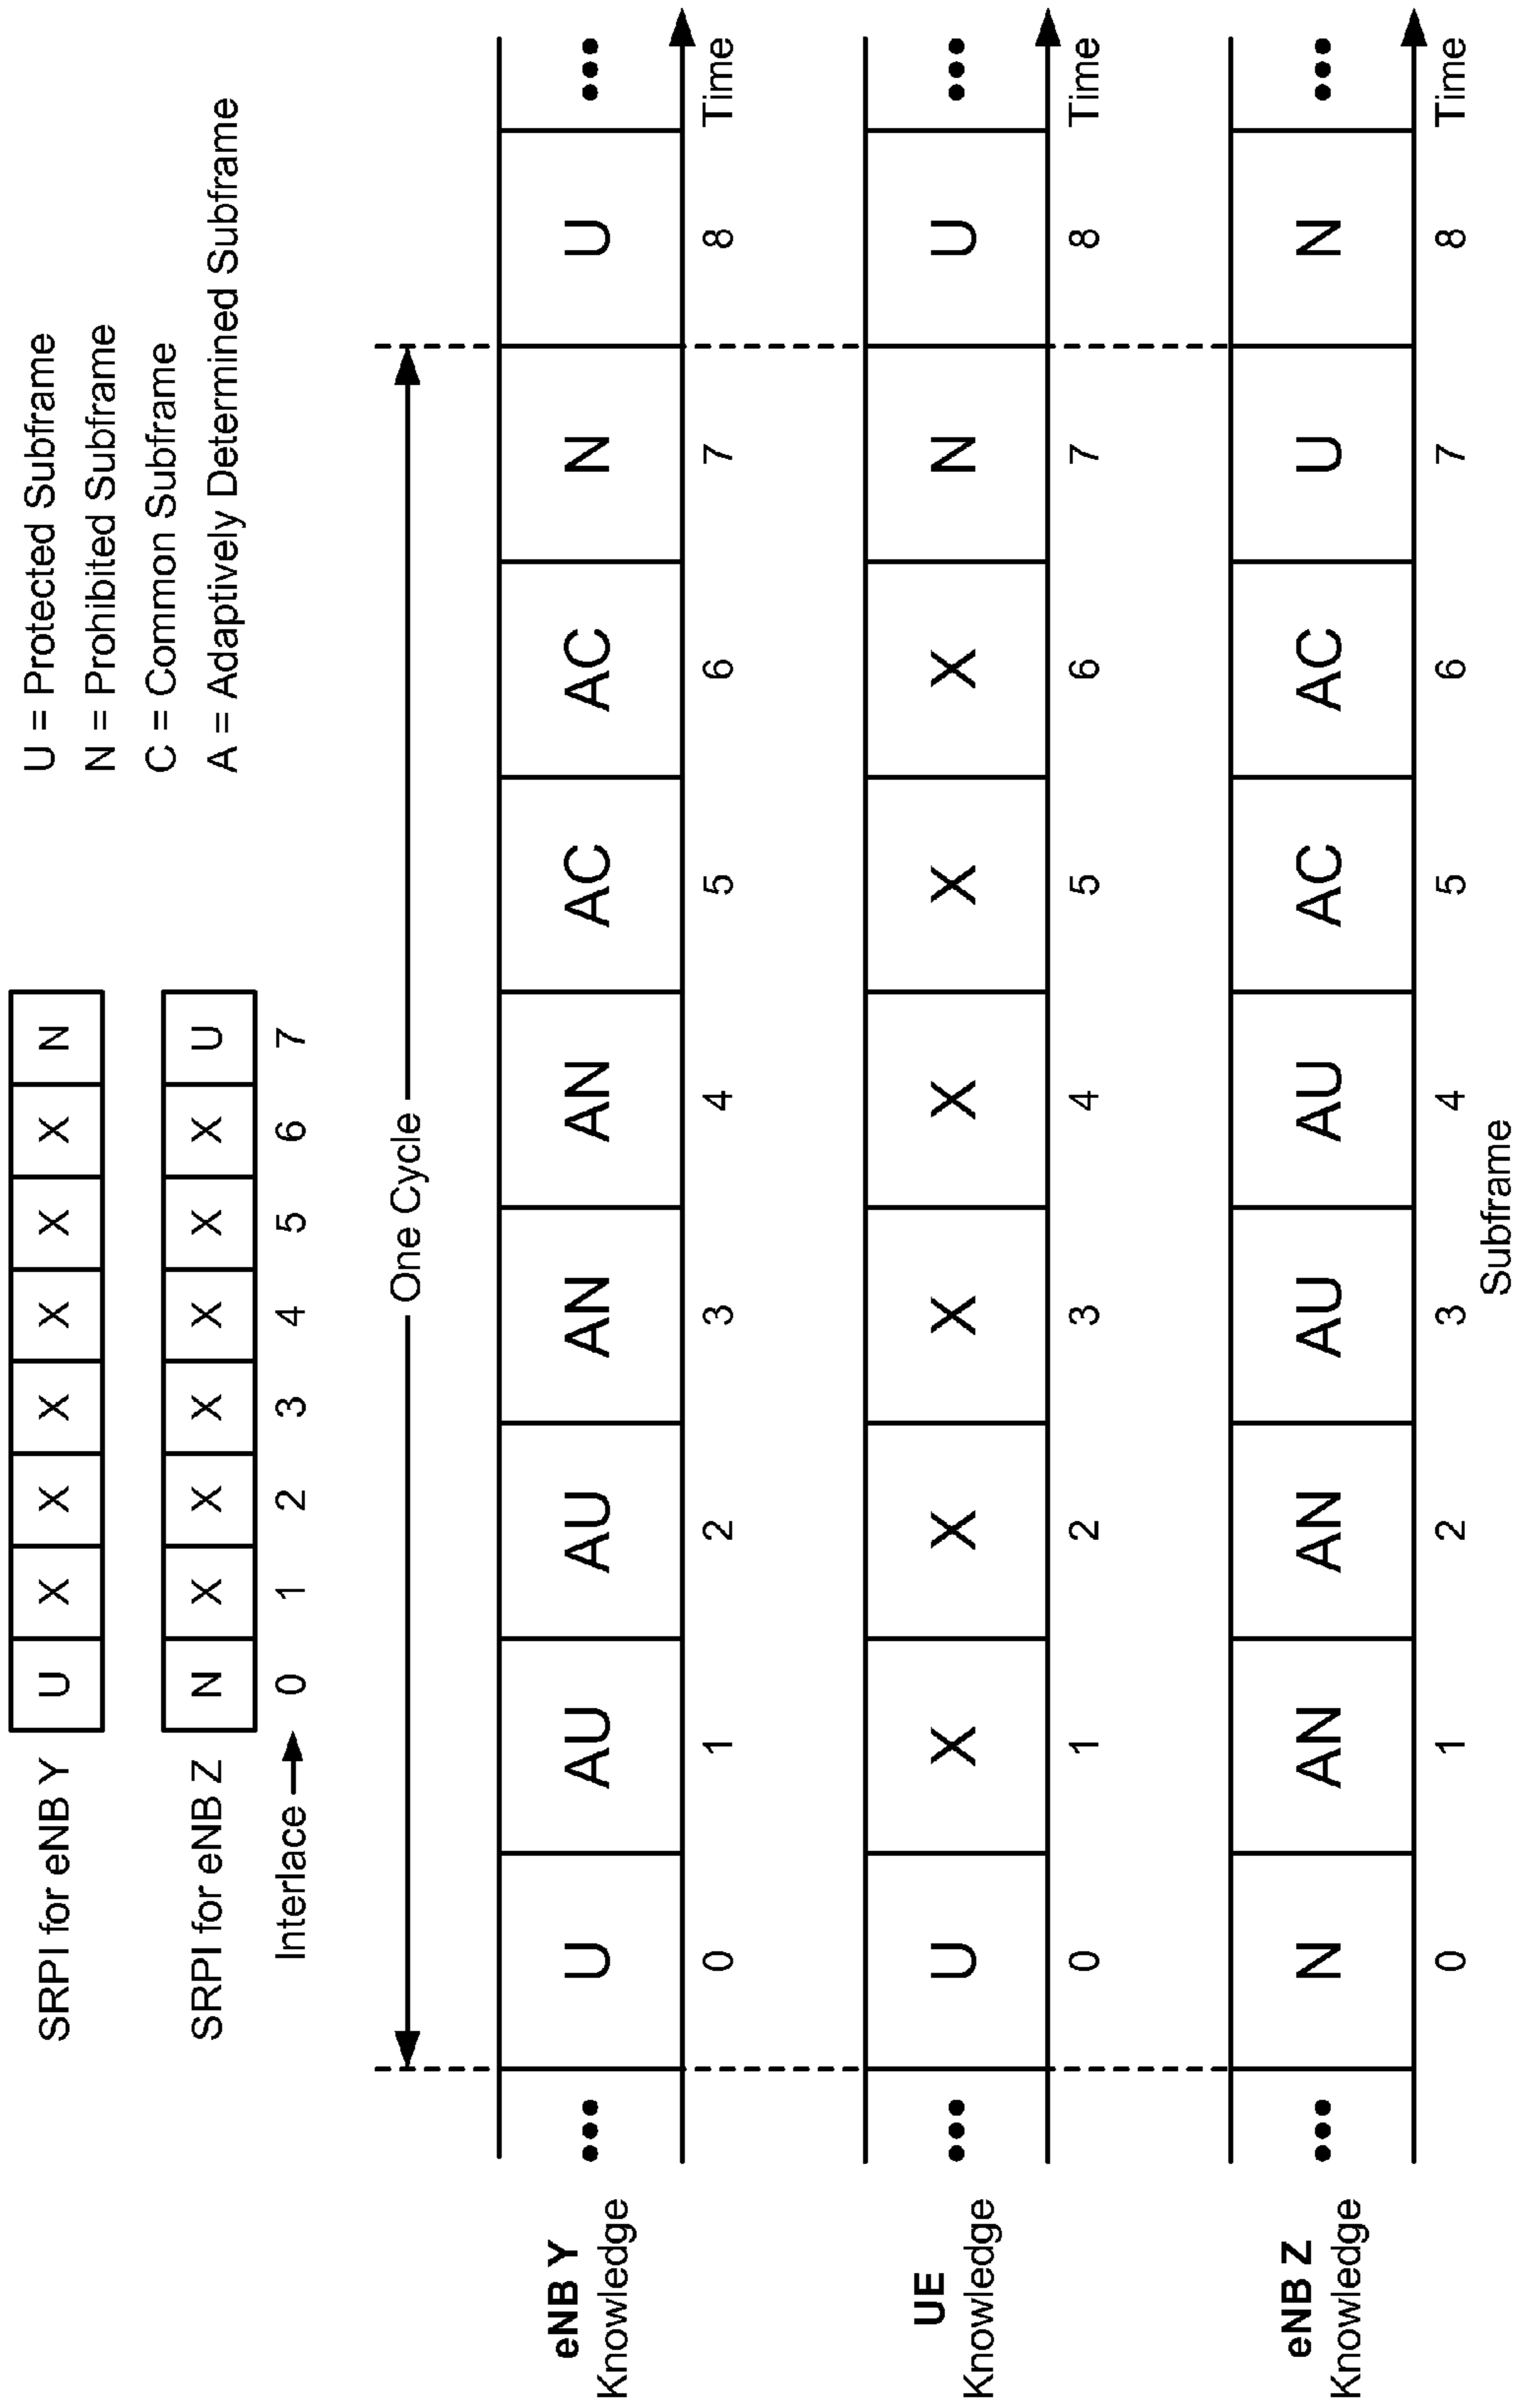 SRPI for eNB Y U X X X X X X N
SRPI for eNB Z N X X X X X X U
Interlace 0 1 2 3 4 5 6 7
U = Protected Subframe
N = Prohibited Subframe
C = Common Subframe
A = Adaptively Determined Subframe
One Cycle
eNB Y
Knowledge
••• U AU AU AN AN AC AC N U •••
0 1 2 3 4 5 6 7 8 Time
UE
Knowledge
••• U X X X X X X N U •••
0 1 2 3 4 5 6 7 8 Time
eNB Z
Knowledge
••• N AN AN AU AU AC AC U N •••
0 1 2 3 4 5 6 7 8 Time
Subframe